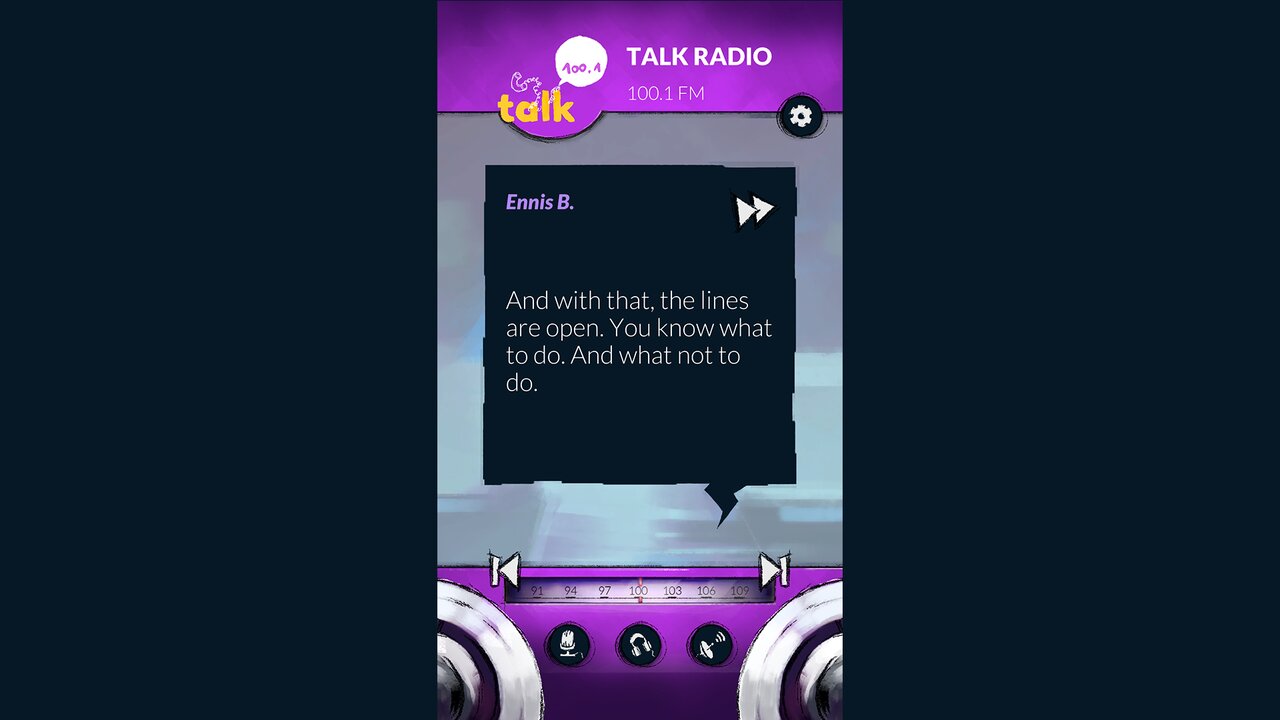 100.1
talk
TALK RADIO
100.1 FM
Ennis B.
And with that, the lines
are open. You know what
to do. And what not to
do.
91 94 97 100 103 106 109